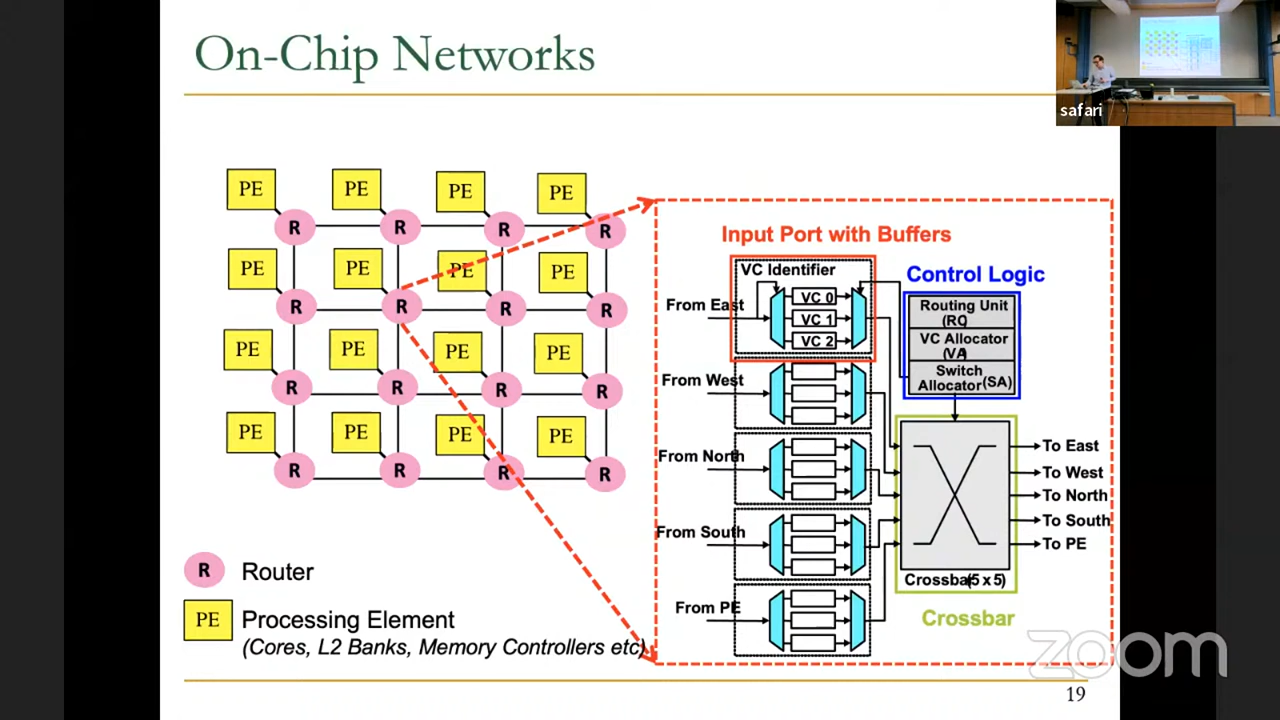 On-Chip Networks
safari
PE PE PE PE
R R R R
PE PE PE PE
R R R R
PE PE PE PE
R R R R
PE PE PE PE
R R R R
R Router
PE Processing Element
(Cores, L2 Banks, Memory Controllers etc)
Input Port with Buffers
VC Identifier
From East
VC 0
VC 1
VC 2
From West
From North
From South
From PE
Control Logic
Routing Unit
(RC)
VC Allocator
(VA)
Switch
Allocator (SA)
To East
To West
To North
To South
To PE
Crossbar (5 x 5)
Crossbar
zoom
19